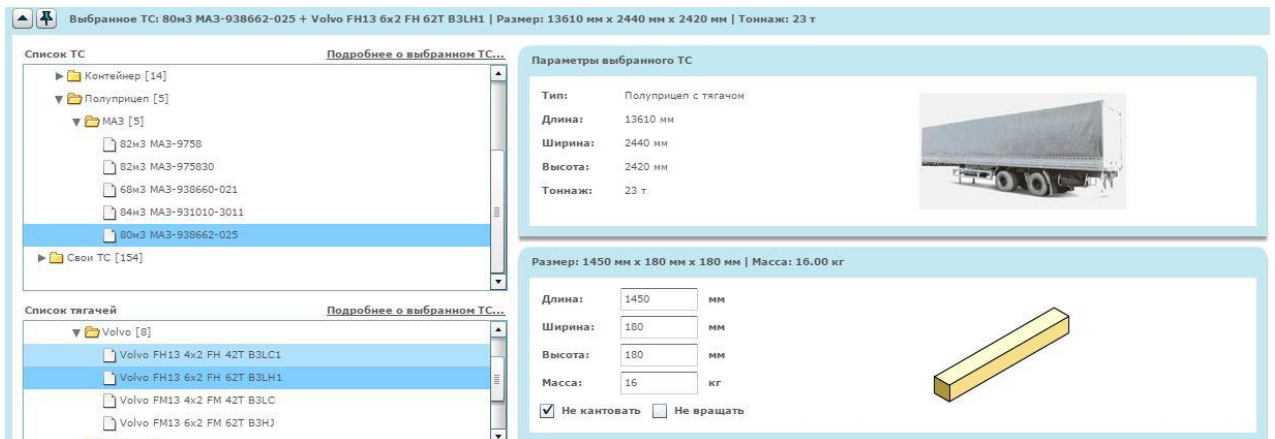 Выбранное ТС: 80м3 МАЗ-938662-025 + Volvo FH13 6x2 FH 62T B3LH1 | Размер: 13610 мм x 2440 мм x 2420 мм | Тоннаж: 23 т
Список ТС
Подробнее о выбранном ТС...
Контейнер [14]
Полуприцеп [5]
МАЗ [5]
82м3 МАЗ-9758
82м3 МАЗ-975830
68м3 МАЗ-938660-021
84м3 МАЗ-931010-3011
80м3 МАЗ-938662-025
Свои ТС [154]
Список тягачей
Подробнее о выбранном ТС...
Volvo [8]
Volvo FH13 4x2 FH 42T B3LC1
Volvo FH13 6x2 FH 62T B3LH1
Volvo FM13 4x2 FM 42T B3LC
Volvo FM13 6x2 FM 62T B3HJ
Параметры выбранного ТС
Тип: Полуприцеп с тягачом
Длина: 13610 мм
Ширина: 2440 мм
Высота: 2420 мм
Тоннаж: 23 т
Размер: 1450 мм x 180 мм x 180 мм | Масса: 16.00 кг
Длина: 1450 мм
Ширина: 180 мм
Высота: 180 мм
Масса: 16 кг
Не кантовать Не вращать